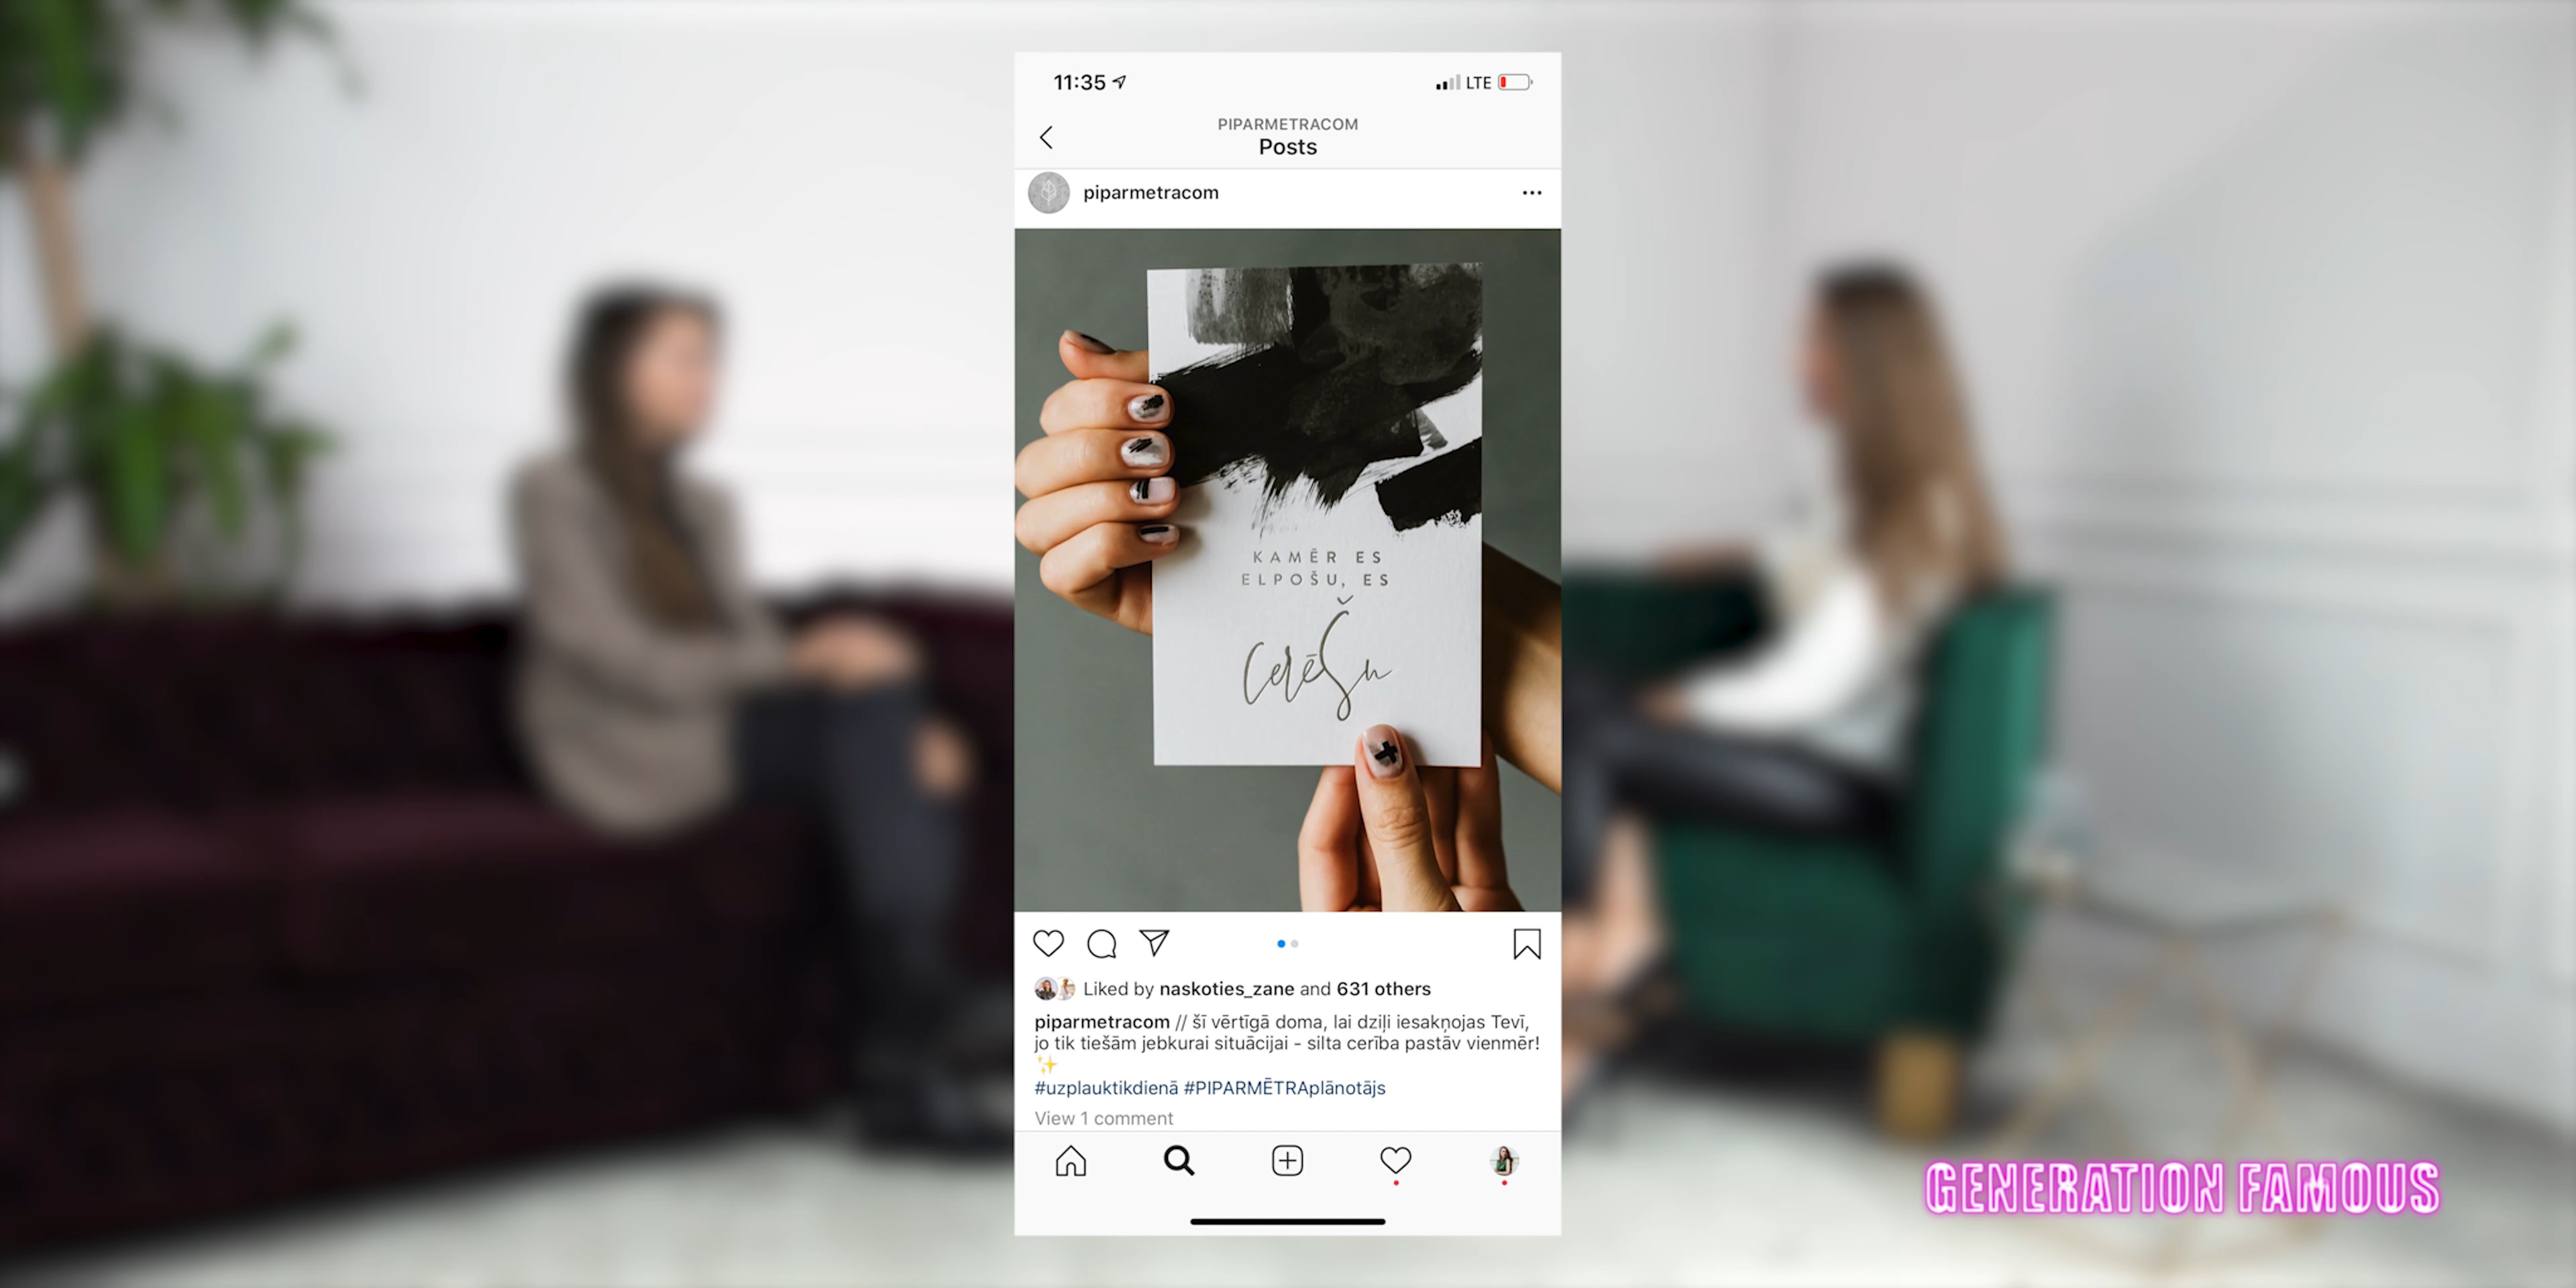 11:35
LTE
PIPARMETRACOM
Posts
piparmetracom
KAMĒR ES
ELPOŠU, ES
cerēŠu
Liked by naskoties_zane and 631 others
piparmetracom // šī vērtīgā doma, lai dziļi iesakņojas Tevī,
jo tik tiešām jebkurai situācijai - silta cerība pastāv vienmēr!
✨
#uzplauktikdienā #PIPARMĒTRAplānotājs
View 1 comment
GENERATION FAMOUS